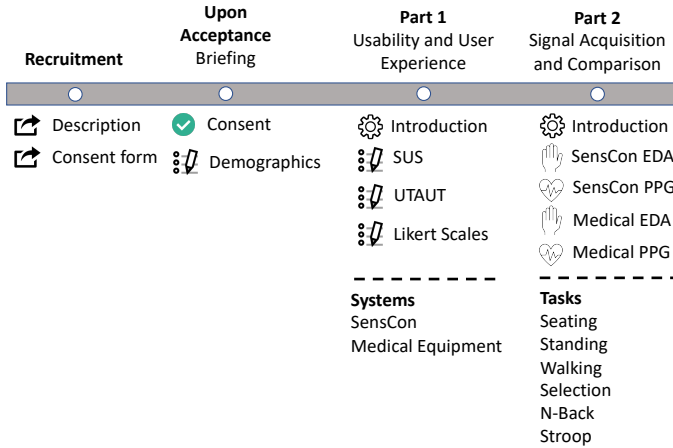 Recruitment
Upon
Acceptance
Briefing
Part 1
Usability and User
Experience
Part 2
Signal Acquisition
and Comparison
Description
Consent form
Consent
Demographics
Introduction
SUS
UTAUT
Likert Scales
Systems
SensCon
Medical Equipment
Introduction
SensCon EDA
SensCon PPG
Medical EDA
Medical PPG
Tasks
Seating
Standing
Walking
Selection
N-Back
Stroop